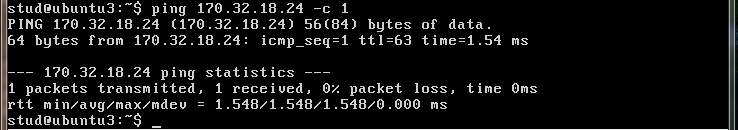 stud@ubuntu3:~$ ping 170.32.18.24 -c 1
PING 170.32.18.24 (170.32.18.24) 56(84) bytes of data.
64 bytes from 170.32.18.24: icmp_seq=1 ttl=63 time=1.54 ms

--- 170.32.18.24 ping statistics ---
1 packets transmitted, 1 received, 0% packet loss, time 0ms
rtt min/avg/max/mdev = 1.548/1.548/1.548/0.000 ms
stud@ubuntu3:~$ _